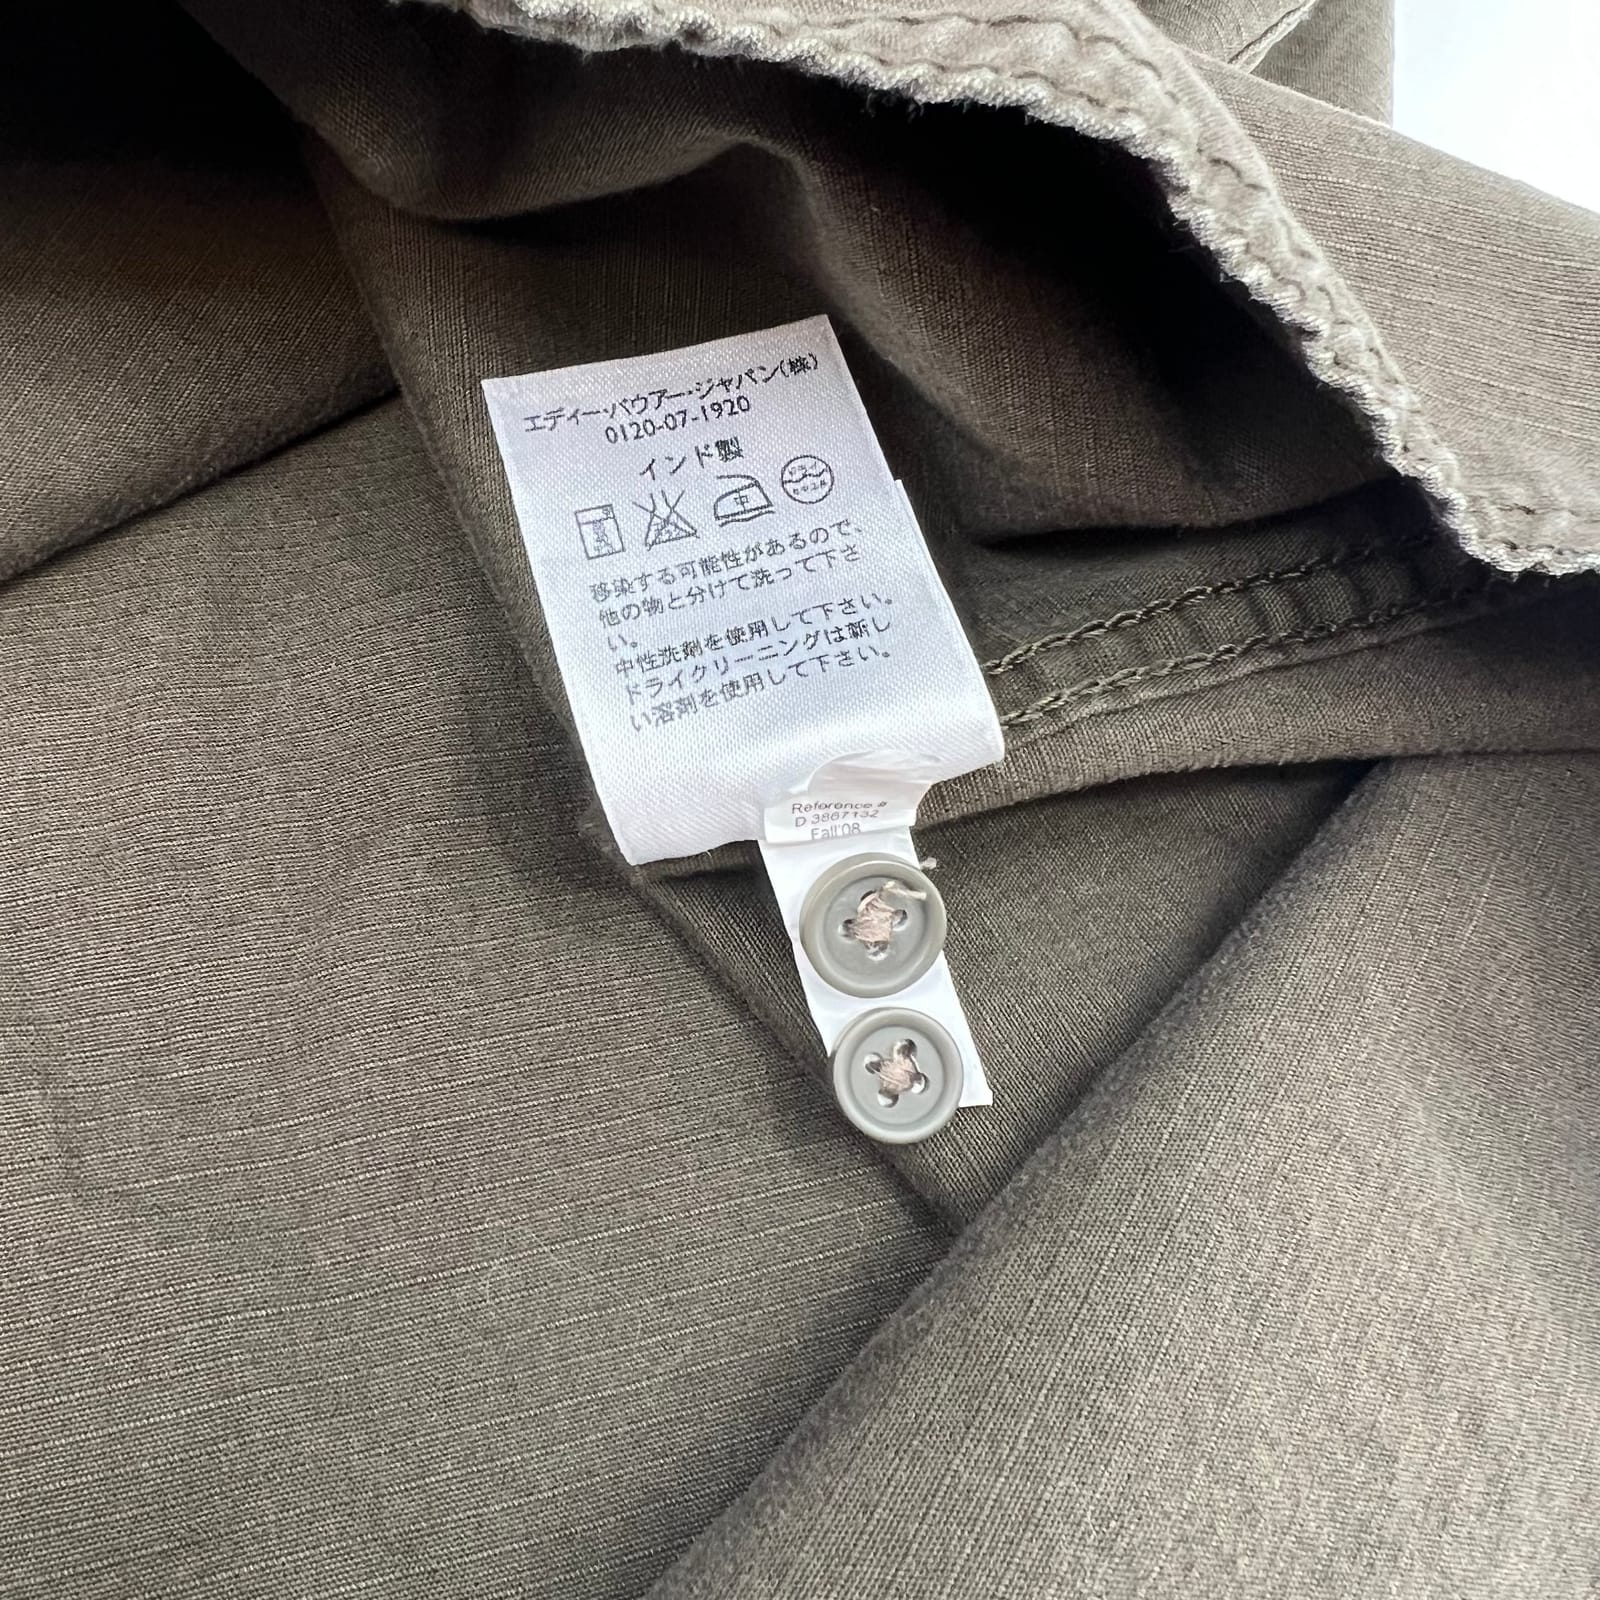 エディー・バウアー・ジャパン(株)
0120-07-1920
インド製
中
ドライ
移染する可能性があるので、
他の物と分けて洗って下さ
い。
中性洗剤を使用して下さい。
ドライクリーニングは新し
い溶剤を使用して下さい。
Reference #
D 3867132
Fall'08